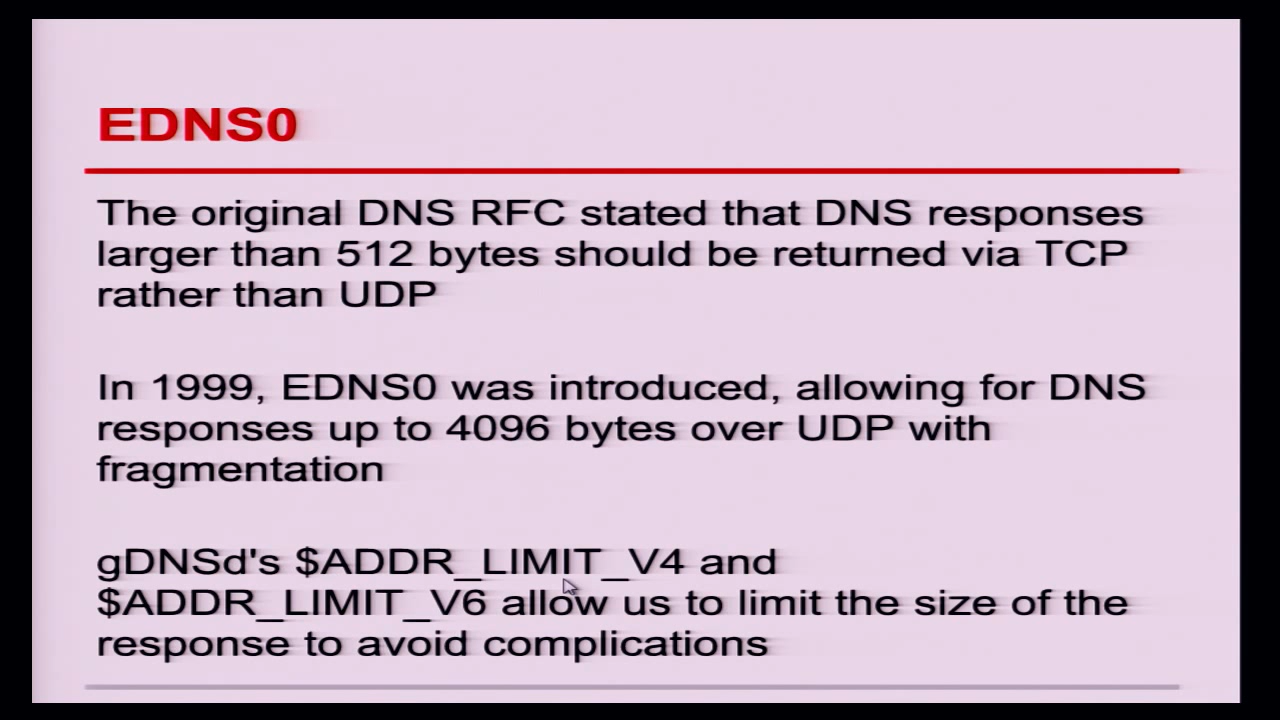 EDNS0
The original DNS RFC stated that DNS responses
larger than 512 bytes should be returned via TCP
rather than UDP
In 1999, EDNS0 was introduced, allowing for DNS
responses up to 4096 bytes over UDP with
fragmentation
gDNSd's $ADDR_LIMIT_V4 and
$ADDR_LIMIT_V6 allow us to limit the size of the
response to avoid complications